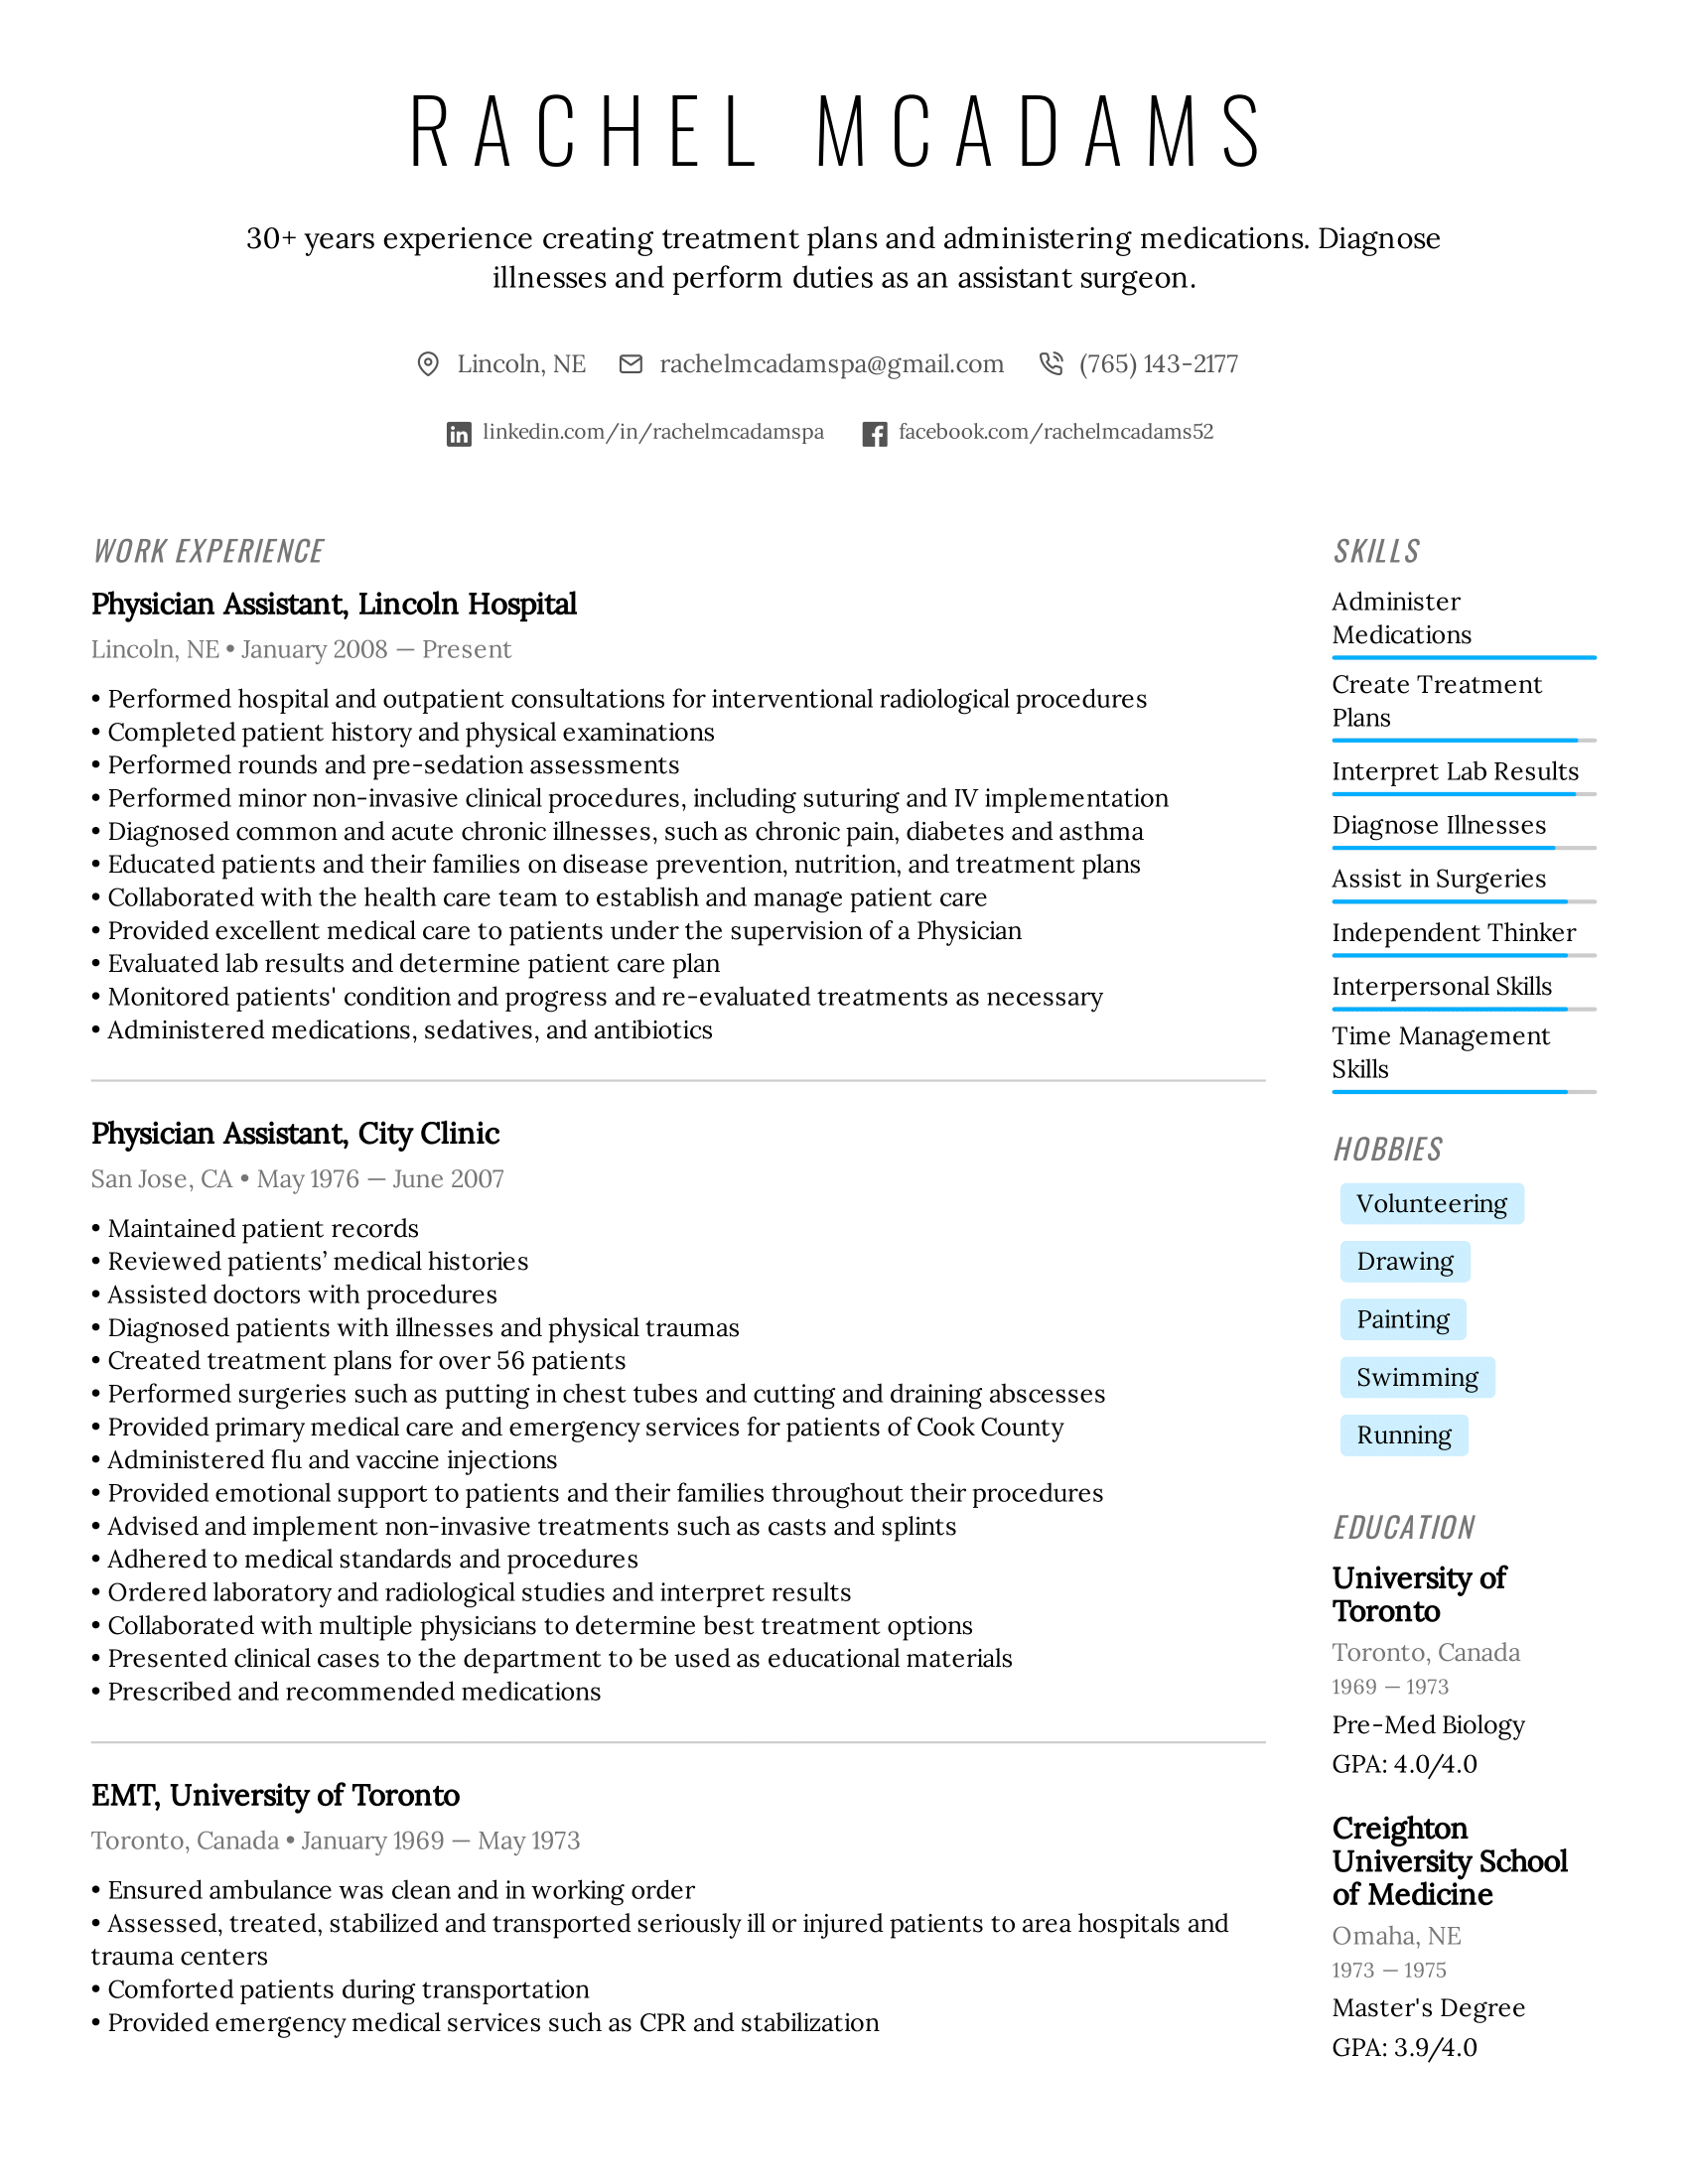 RACHEL MCADAMS
30+ years experience creating treatment plans and administering medications. Diagnose
illnesses and perform duties as an assistant surgeon.
Lincoln, NE rachelmcadamspa@gmail.com (765) 143-2177
linkedin.com/in/rachelmcadamspa facebook.com/rachelmcadams52
WORK EXPERIENCE
Physician Assistant, Lincoln Hospital
Lincoln, NE • January 2008 — Present
• Performed hospital and outpatient consultations for interventional radiological procedures
• Completed patient history and physical examinations
• Performed rounds and pre-sedation assessments
• Performed minor non-invasive clinical procedures, including suturing and IV implementation
• Diagnosed common and acute chronic illnesses, such as chronic pain, diabetes and asthma
• Educated patients and their families on disease prevention, nutrition, and treatment plans
• Collaborated with the health care team to establish and manage patient care
• Provided excellent medical care to patients under the supervision of a Physician
• Evaluated lab results and determine patient care plan
• Monitored patients' condition and progress and re-evaluated treatments as necessary
• Administered medications, sedatives, and antibiotics
Physician Assistant, City Clinic
San Jose, CA • May 1976 — June 2007
• Maintained patient records
• Reviewed patients’ medical histories
• Assisted doctors with procedures
• Diagnosed patients with illnesses and physical traumas
• Created treatment plans for over 56 patients
• Performed surgeries such as putting in chest tubes and cutting and draining abscesses
• Provided primary medical care and emergency services for patients of Cook County
• Administered flu and vaccine injections
• Provided emotional support to patients and their families throughout their procedures
• Advised and implement non-invasive treatments such as casts and splints
• Adhered to medical standards and procedures
• Ordered laboratory and radiological studies and interpret results
• Collaborated with multiple physicians to determine best treatment options
• Presented clinical cases to the department to be used as educational materials
• Prescribed and recommended medications
EMT, University of Toronto
Toronto, Canada • January 1969 — May 1973
• Ensured ambulance was clean and in working order
• Assessed, treated, stabilized and transported seriously ill or injured patients to area hospitals and
trauma centers
• Comforted patients during transportation
• Provided emergency medical services such as CPR and stabilization
SKILLS
Administer
Medications
Create Treatment
Plans
Interpret Lab Results
Diagnose Illnesses
Assist in Surgeries
Independent Thinker
Interpersonal Skills
Time Management
Skills
HOBBIES
Volunteering
Drawing
Painting
Swimming
Running
EDUCATION
University of
Toronto
Toronto, Canada
1969 — 1973
Pre-Med Biology
GPA: 4.0/4.0
Creighton
University School
of Medicine
Omaha, NE
1973 — 1975
Master's Degree
GPA: 3.9/4.0